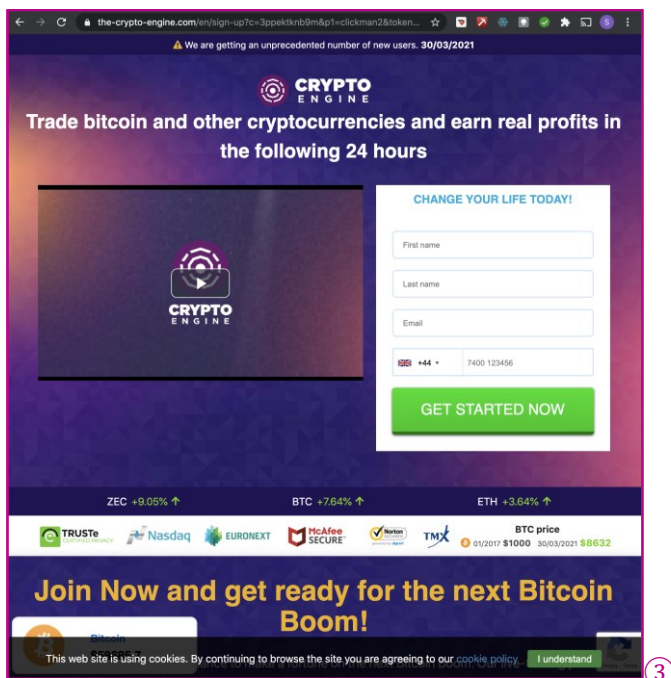 the-crypto-engine.com/en/sign-up?c=3ppektknb9m&p1=clickman2&token...
We are getting an unprecedented number of new users. 30/03/2021
CRYPTO
ENGINE
Trade bitcoin and other cryptocurrencies and earn real profits in
the following 24 hours
CHANGE YOUR LIFE TODAY!
First name
Last name
Email
+44 7400 123456
GET STARTED NOW
CRYPTO
ENGINE
ZEC +9.05% ↑ BTC +7.64% ↑ ETH +3.64% ↑
TRUSTe
CERTIFIED PRIVACY
Nasdaq
EURONEXT
McAfee
SECURE
Norton
SECURED
TMX
BTC price
01/2017 $1000 30/03/2021 $8632
Join Now and get ready for the next Bitcoin
Boom!
Bitcoin
This web site is using cookies. By continuing to browse the site you are agreeing to our cookie policy I understand
3